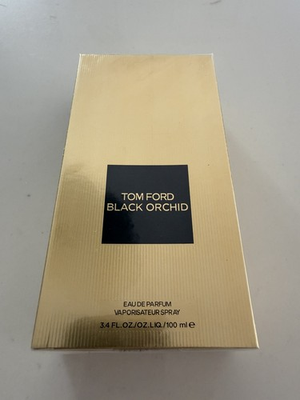 TOM FORD
BLACK ORCHID
EAU DE PARFUM
VAPORISATEUR SPRAY
3.4 FL.OZ./OZ.LIQ./100 ml ℮